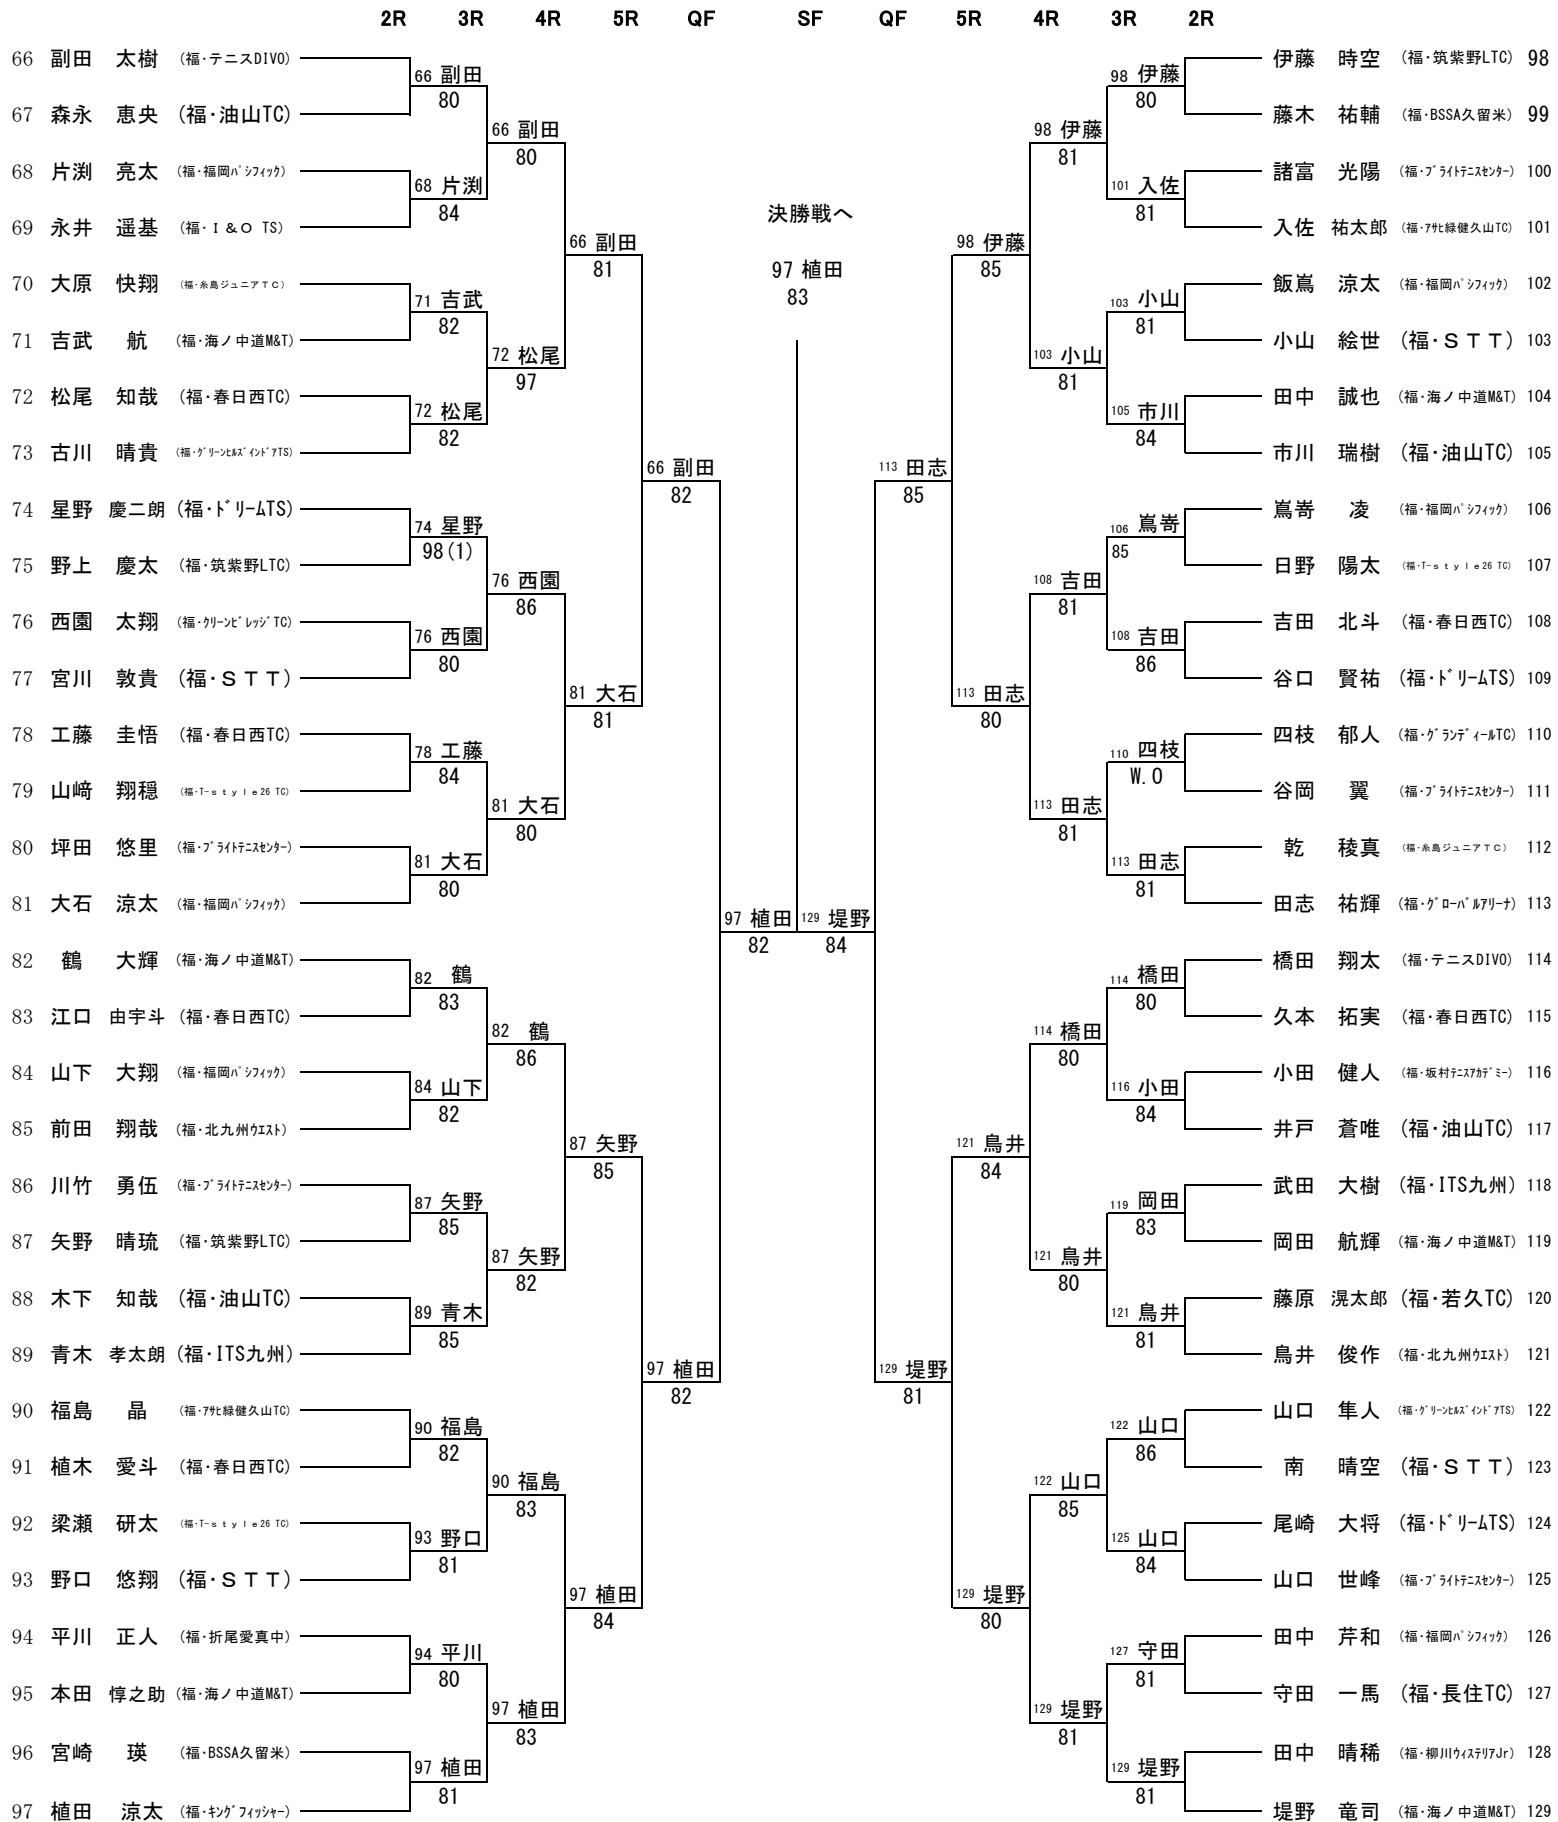 2R 3R 4R 5R QF SF QF 5R 4R 3R 2R
66 副田 太樹 (福・テニスDIVO)
67 森永 恵央 (福・油山TC)
68 片渕 亮太 (福・福岡パシフィック)
69 永井 遥基 (福・I&O TS)
70 大原 快翔 (福・糸島ジュニアTC)
71 吉武 航 (福・海ノ中道M&T)
72 松尾 知哉 (福・春日西TC)
73 古川 晴貴 (福・グリーンヒルズインドアTS)
74 星野 慶二朗 (福・ドリームTS)
75 野上 慶太 (福・筑紫野LTC)
76 西園 太翔 (福・クリーンビレッジTC)
77 宮川 敦貴 (福・STT)
78 工藤 圭悟 (福・春日西TC)
79 山﨑 翔穏 (福・T-style26 TC)
80 坪田 悠里 (福・ブライトテニスセンター)
81 大石 涼太 (福・福岡パシフィック)
82 鶴 大輝 (福・海ノ中道M&T)
83 江口 由宇斗 (福・春日西TC)
84 山下 大翔 (福・福岡パシフィック)
85 前田 翔哉 (福・北九州ウエスト)
86 川竹 勇伍 (福・ブライトテニスセンター)
87 矢野 晴琉 (福・筑紫野LTC)
88 木下 知哉 (福・油山TC)
89 青木 孝太朗 (福・ITS九州)
90 福島 晶 (福・アサヒ緑健久山TC)
91 植木 愛斗 (福・春日西TC)
92 梁瀬 研太 (福・T-style26 TC)
93 野口 悠翔 (福・STT)
94 平川 正人 (福・折尾愛真中)
95 本田 惇之助 (福・海ノ中道M&T)
96 宮崎 瑛 (福・BSSA久留米)
97 植田 涼太 (福・キングフィッシャー)
66 副田
80
68 片渕
84
71 吉武
82
72 松尾
82
74 星野
98(1)
76 西園
80
78 工藤
84
81 大石
80
82 鶴
83
84 山下
82
87 矢野
85
89 青木
85
90 福島
82
93 野口
81
94 平川
80
97 植田
81
66 副田
80
72 松尾
97
76 西園
86
81 大石
80
82 鶴
86
87 矢野
82
90 福島
83
97 植田
83
66 副田
81
81 大石
81
87 矢野
85
97 植田
84
66 副田
82
97 植田
82
97 植田
82
決勝戦へ
97 植田
83
129 堤野
84
113 田志
85
129 堤野
81
98 伊藤
85
113 田志
80
121 鳥井
84
129 堤野
80
98 伊藤
81
103 小山
81
108 吉田
81
113 田志
81
114 橋田
80
121 鳥井
80
122 山口
85
129 堤野
81
98 伊藤
80
101 入佐
81
103 小山
81
105 市川
84
106 嶌嵜
85
108 吉田
86
110 四枝
W.O
113 田志
81
114 橋田
80
116 小田
84
119 岡田
83
121 鳥井
81
122 山口
86
125 山口
84
127 守田
81
129 堤野
81
伊藤 時空 (福・筑紫野LTC) 98
藤木 祐輔 (福・BSSA久留米) 99
諸富 光陽 (福・ブライトテニスセンター) 100
入佐 祐太郎 (福・アサヒ緑健久山TC) 101
飯嶌 涼太 (福・福岡パシフィック) 102
小山 絵世 (福・STT) 103
田中 誠也 (福・海ノ中道M&T) 104
市川 瑞樹 (福・油山TC) 105
嶌嵜 凌 (福・福岡パシフィック) 106
日野 陽太 (福・T-style26 TC) 107
吉田 北斗 (福・春日西TC) 108
谷口 賢祐 (福・ドリームTS) 109
四枝 郁人 (福・グランディールTC) 110
谷岡 翼 (福・ブライトテニスセンター) 111
乾 稜真 (福・糸島ジュニアTC) 112
田志 祐輝 (福・グローバルアリーナ) 113
橋田 翔太 (福・テニスDIVO) 114
久本 拓実 (福・春日西TC) 115
小田 健人 (福・坂村テニスアカデミー) 116
井戸 蒼唯 (福・油山TC) 117
武田 大樹 (福・ITS九州) 118
岡田 航輝 (福・海ノ中道M&T) 119
藤原 滉太郎 (福・若久TC) 120
鳥井 俊作 (福・北九州ウエスト) 121
山口 隼人 (福・グリーンヒルズインドアTS) 122
南 晴空 (福・STT) 123
尾崎 大将 (福・ドリームTS) 124
山口 世峰 (福・ブライトテニスセンター) 125
田中 芹和 (福・福岡パシフィック) 126
守田 一馬 (福・長住TC) 127
田中 晴稀 (福・柳川ウィステリアJr) 128
堤野 竜司 (福・海ノ中道M&T) 129